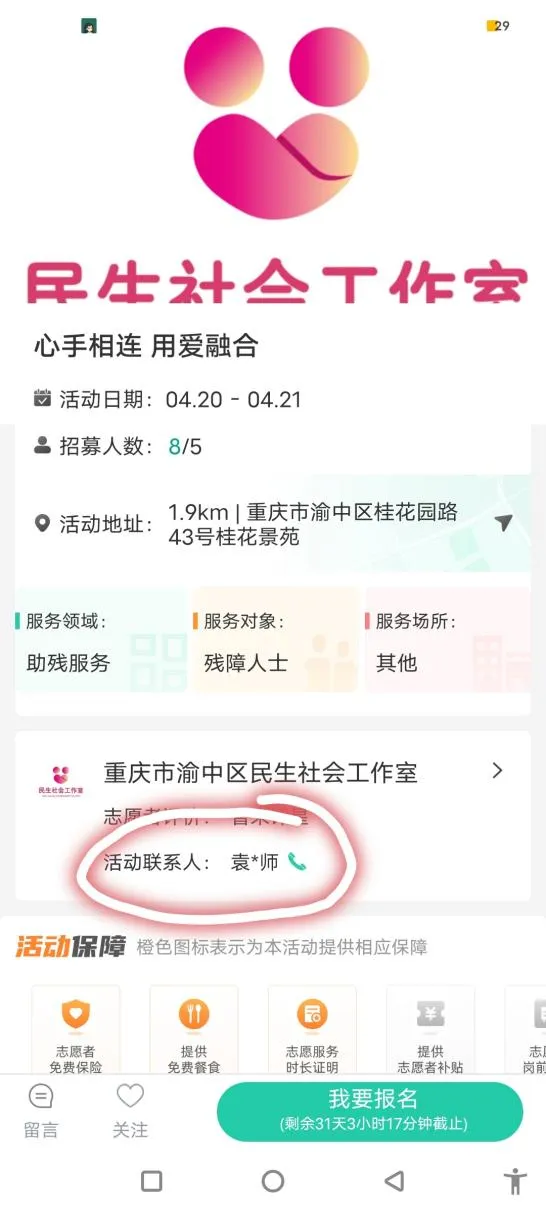 29
民生社会工作室
心手相连 用爱融合
活动日期: 04.20 - 04.21
招募人数: 8/5
活动地址: 1.9km | 重庆市渝中区桂花园路
43号桂花景苑
服务领域: 服务对象: 服务场所:
助残服务 残障人士 其他
民生社会工作室
重庆市渝中区民生社会工作室
志愿者评价: 暂未评星
活动联系人: 袁*师
活动保障 橙色图标表示为本活动提供相应保障
志愿者 提供 志愿服务 提供
免费保险 免费餐食 时长证明 志愿者补贴 岗前
留言 关注
我要报名
(剩余31天3小时17分钟截止)